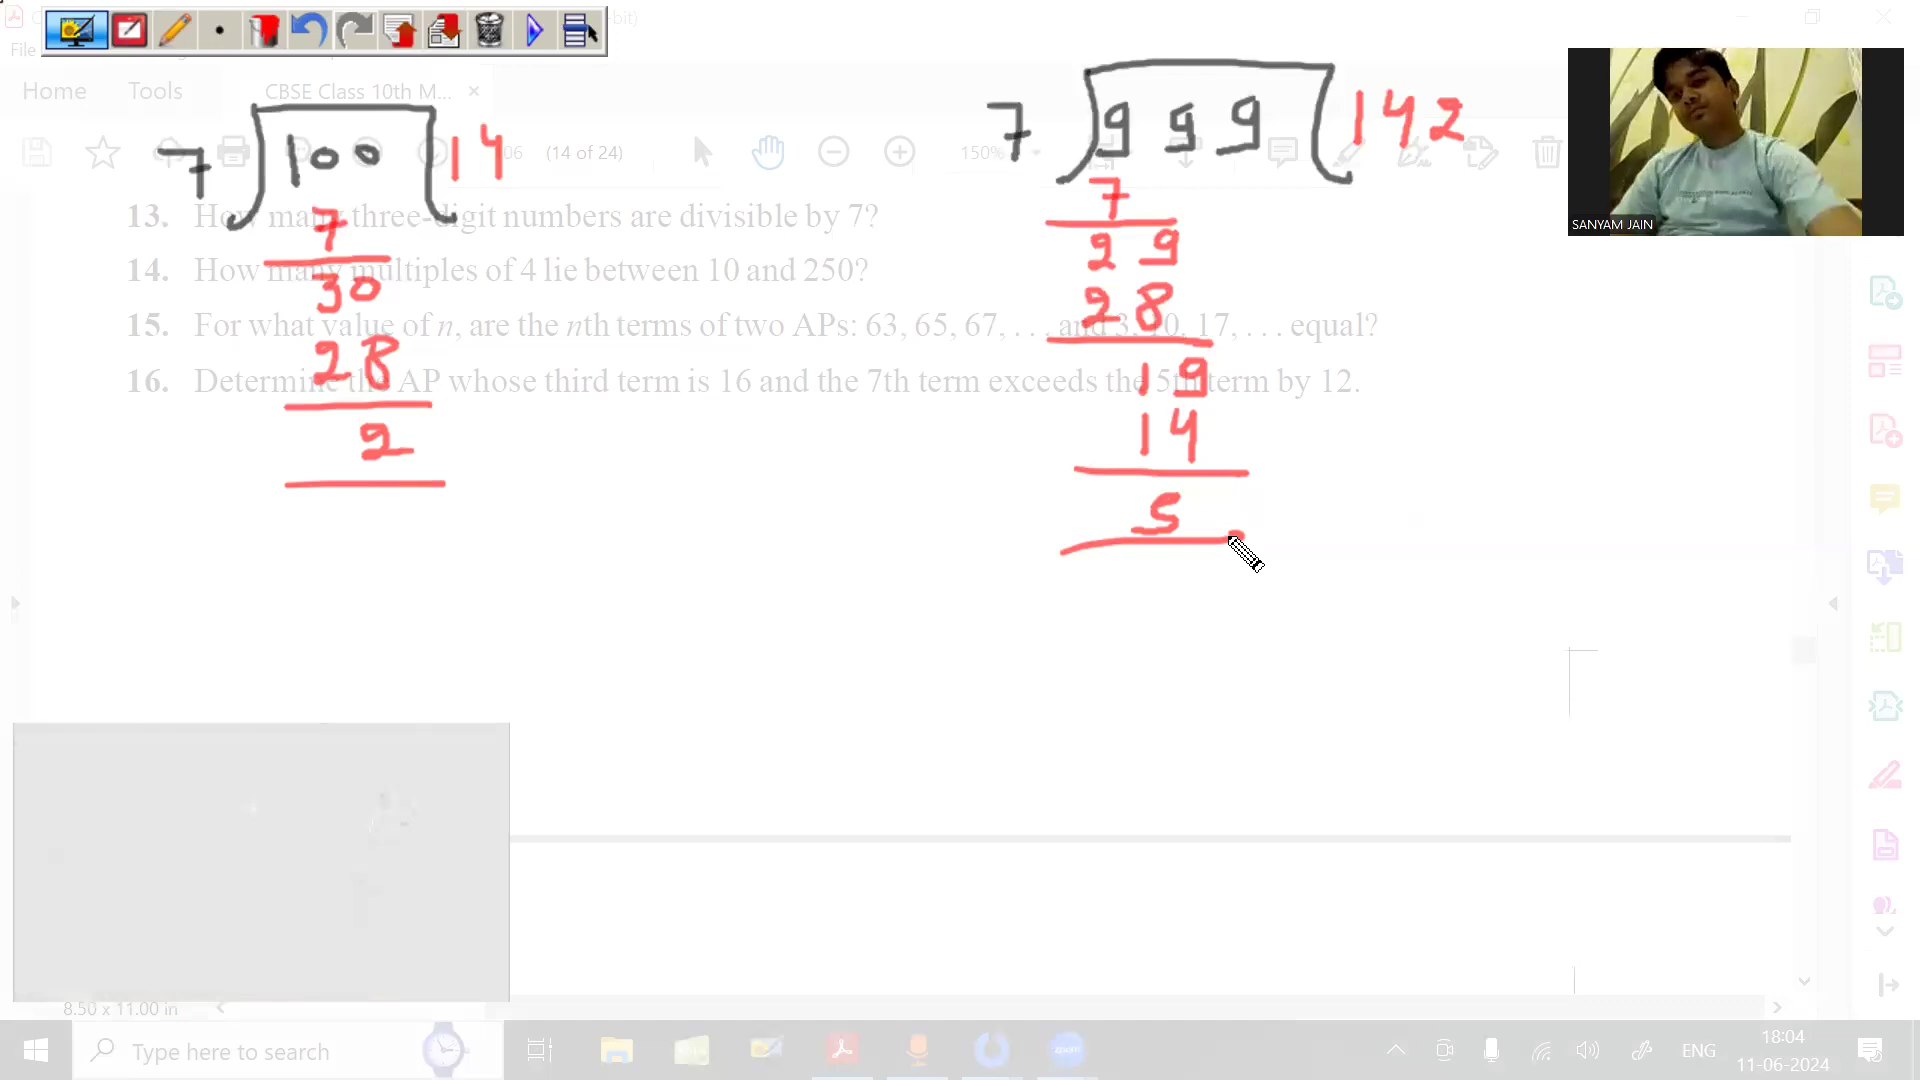 File
-bit)
Home Tools CBSE Class 10th M... ×
06 (14 of 24) 150%
7 100 14
7
30
28
2
7 999 142
7
29
28
19
14
5
SANYAM JAIN
13. How many three-digit numbers are divisible by 7?
14. How many multiples of 4 lie between 10 and 250?
15. For what value of n, are the nth terms of two APs: 63, 65, 67, . . . and 3, 10, 17, . . . equal?
16. Determine the AP whose third term is 16 and the 7th term exceeds the 5th term by 12.
8.50 x 11.00 in
Type here to search
zoom
ENG
18:04
11-06-2024